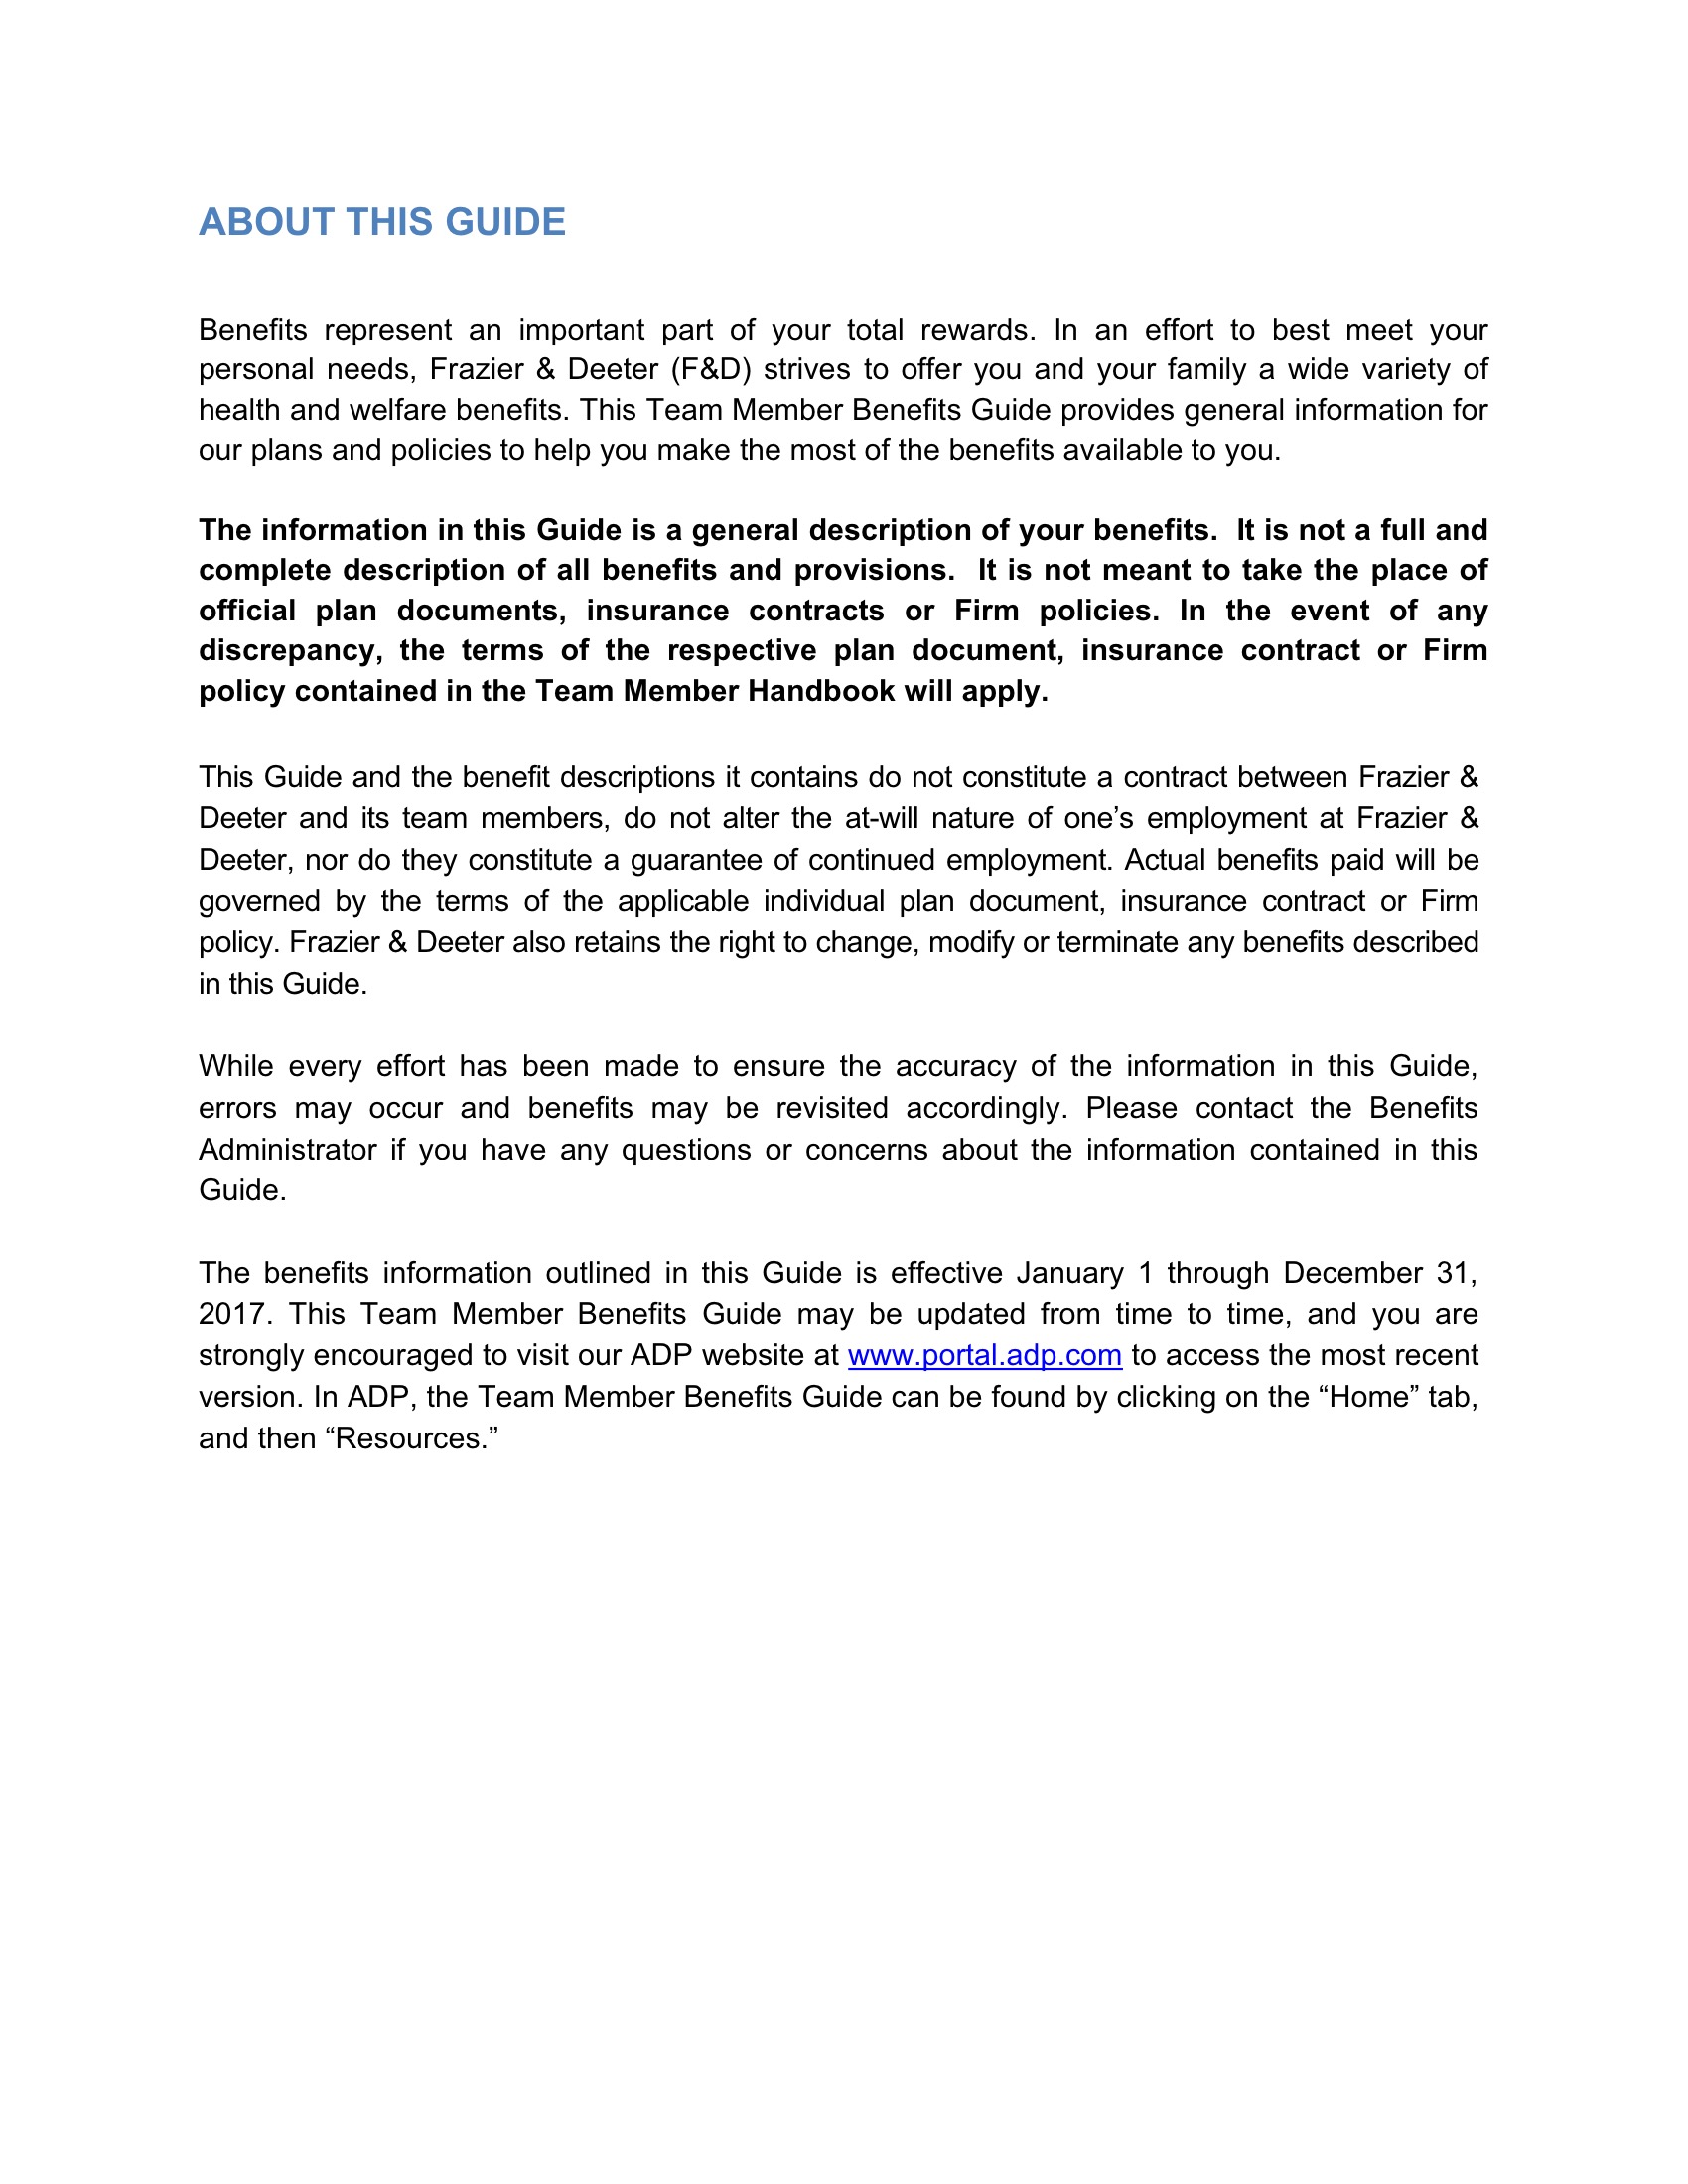 ABOUT THIS GUIDE
Benefits represent an important part of your total rewards. In an effort to best meet your
personal needs, Frazier & Deeter (F&D) strives to offer you and your family a wide variety of
health and welfare benefits. This Team Member Benefits Guide provides general information for
our plans and policies to help you make the most of the benefits available to you.
The information in this Guide is a general description of your benefits.  It is not a full and
complete description of all benefits and provisions.  It is not meant to take the place of
official plan documents, insurance contracts or Firm policies. In the event of any
discrepancy, the terms of the respective plan document, insurance contract or Firm
policy contained in the Team Member Handbook will apply.
This Guide and the benefit descriptions it contains do not constitute a contract between Frazier &
Deeter and its team members, do not alter the at-will nature of one’s employment at Frazier &
Deeter, nor do they constitute a guarantee of continued employment. Actual benefits paid will be
governed by the terms of the applicable individual plan document, insurance contract or Firm
policy. Frazier & Deeter also retains the right to change, modify or terminate any benefits described
in this Guide.
While every effort has been made to ensure the accuracy of the information in this Guide,
errors may occur and benefits may be revisited accordingly. Please contact the Benefits
Administrator if you have any questions or concerns about the information contained in this
Guide.
The benefits information outlined in this Guide is effective January 1 through December 31,
2017. This Team Member Benefits Guide may be updated from time to time, and you are
strongly encouraged to visit our ADP website at www.portal.adp.com to access the most recent
version. In ADP, the Team Member Benefits Guide can be found by clicking on the “Home” tab,
and then “Resources.”